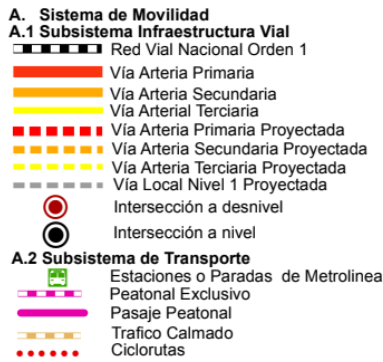 A. Sistema de Movilidad
A.1 Subsistema Infraestructura Vial
Red Vial Nacional Orden 1
Vía Arteria Primaria
Vía Arteria Secundaria
Vía Arterial Terciaria
Vía Arteria Primaria Proyectada
Vía Arteria Secundaria Proyectada
Vía Arteria Terciaria Proyectada
Vía Local Nivel 1 Proyectada
Intersección a desnivel
Intersección a nivel
A.2 Subsistema de Transporte
Estaciones o Paradas de Metrolinea
Peatonal Exclusivo
Pasaje Peatonal
Trafico Calmado
Ciclorutas